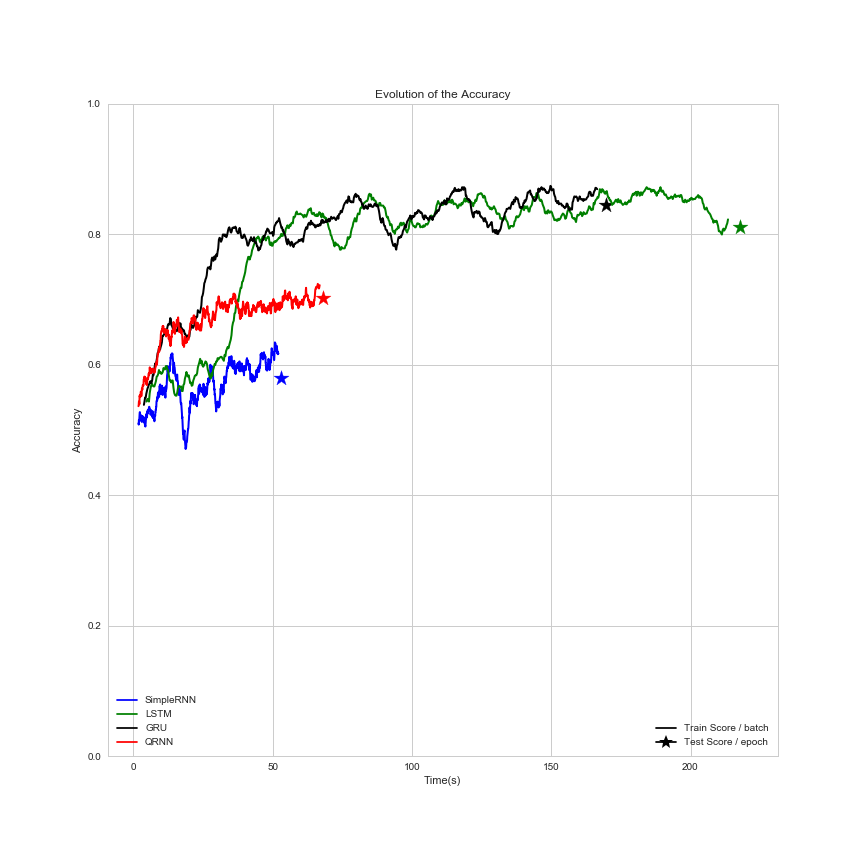 Evolution of the Accuracy
1.0
0.8
0.6
0.4
0.2
0.0
Accuracy
SimpleRNN
LSTM
GRU
QRNN
Train Score / batch
Test Score / epoch
0 50 100 150 200
Time(s)